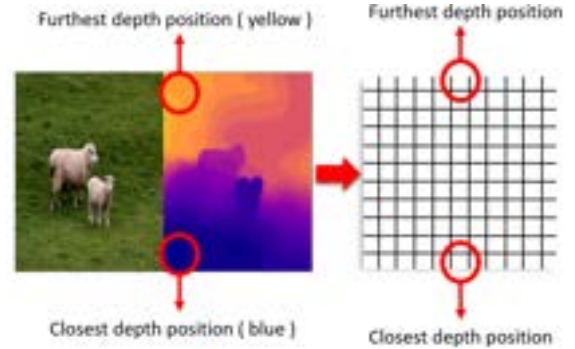 Furthest depth position ( yellow )
Furthest depth position
Closest depth position ( blue )
Closest depth position